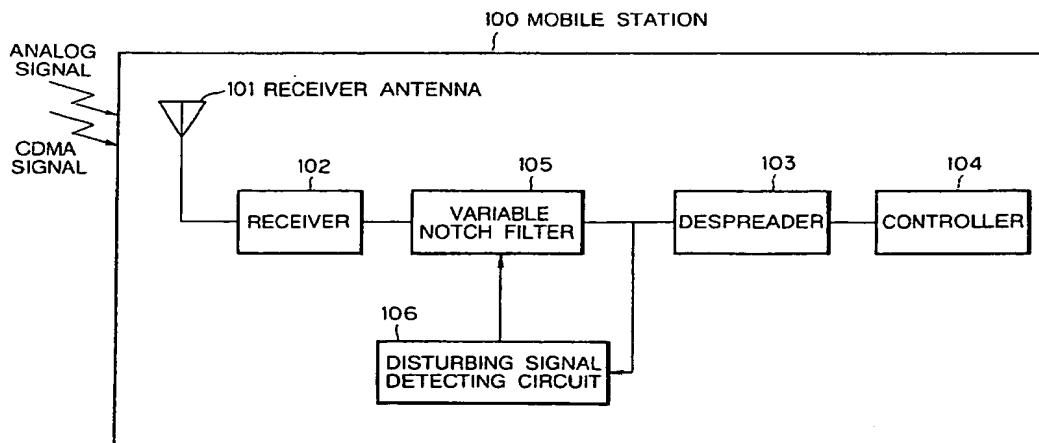 100 MOBILE STATION
ANALOG
SIGNAL
101 RECEIVER ANTENNA
CDMA
SIGNAL
102
RECEIVER
105
VARIABLE
NOTCH FILTER
103
DESPREADER
104
CONTROLLER
106
DISTURBING SIGNAL
DETECTING CIRCUIT